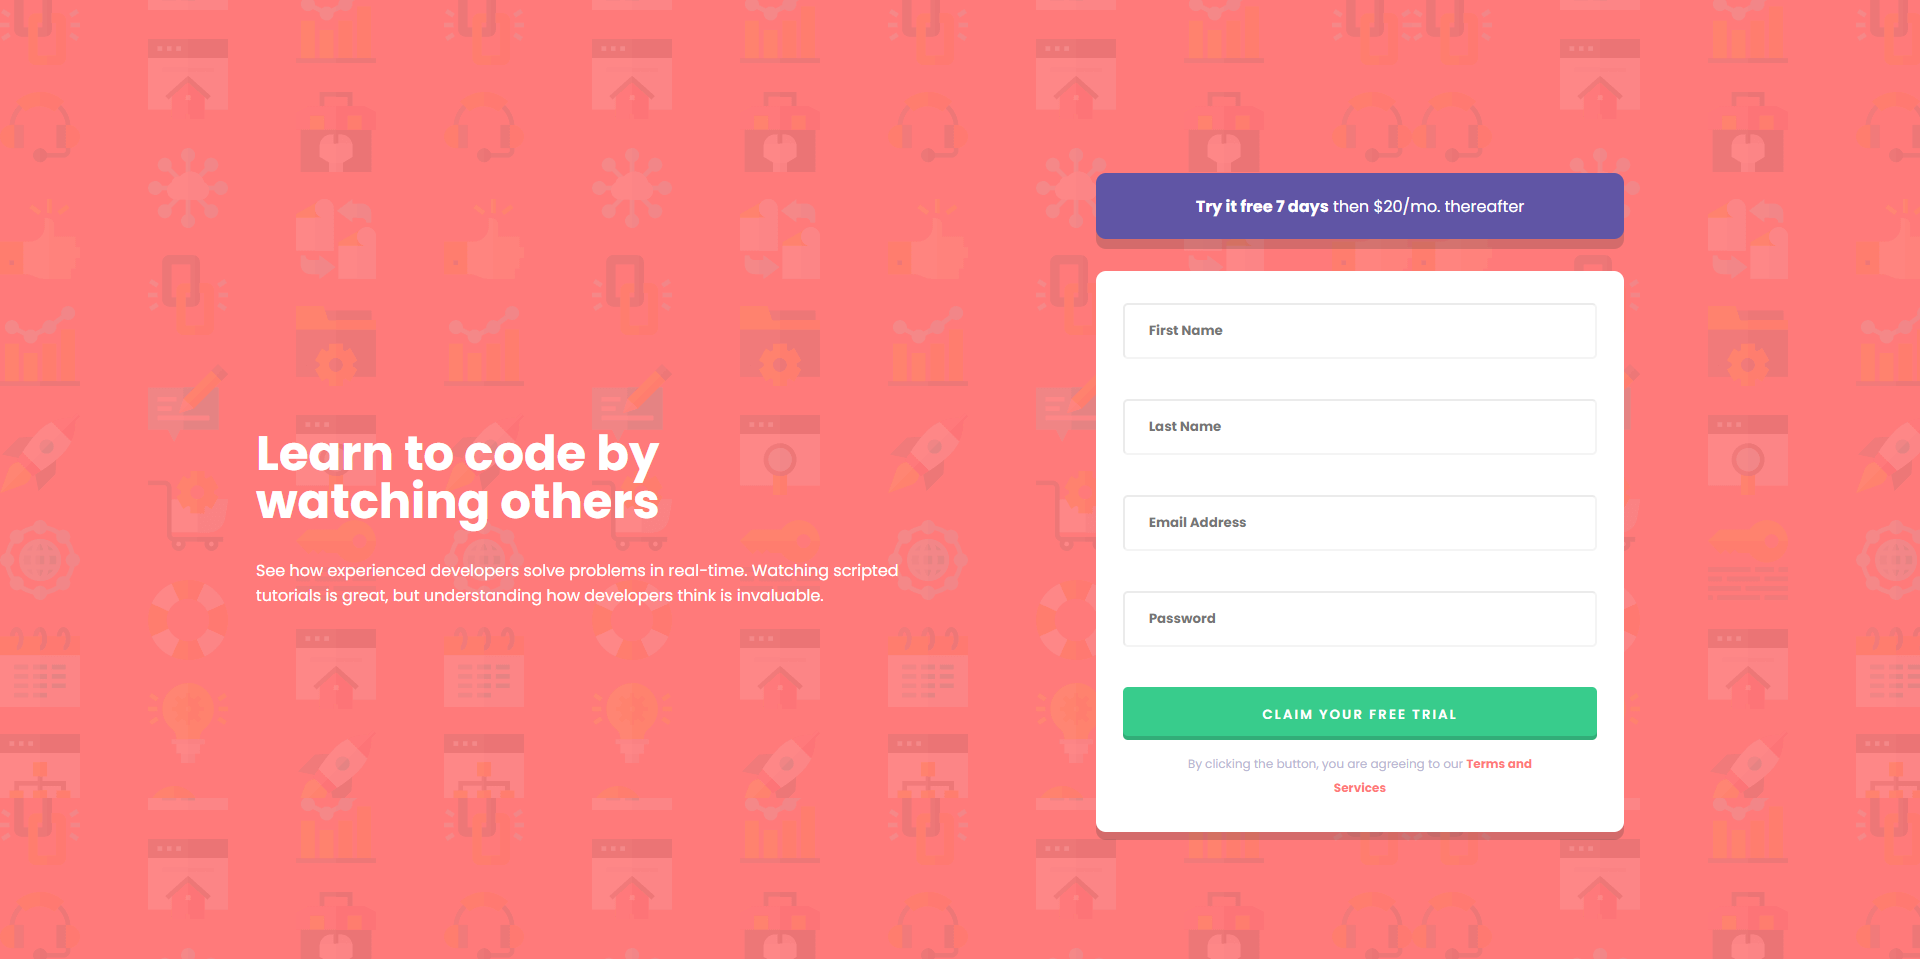 Learn to code by
watching others
See how experienced developers solve problems in real-time. Watching scripted
tutorials is great, but understanding how developers think is invaluable.
Try it free 7 days then $20/mo. thereafter
First Name
Last Name
Email Address
Password
CLAIM YOUR FREE TRIAL
By clicking the button, you are agreeing to our Terms and
Services